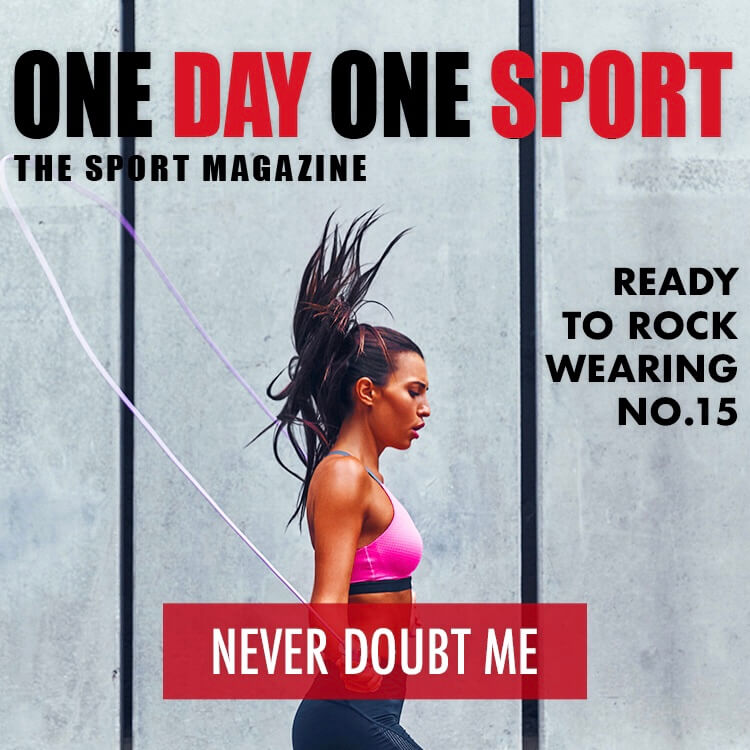 ONE DAY ONE SPORT
THE SPORT MAGAZINE
READY
TO ROCK
WEARING
NO.15
NEVER DOUBT ME